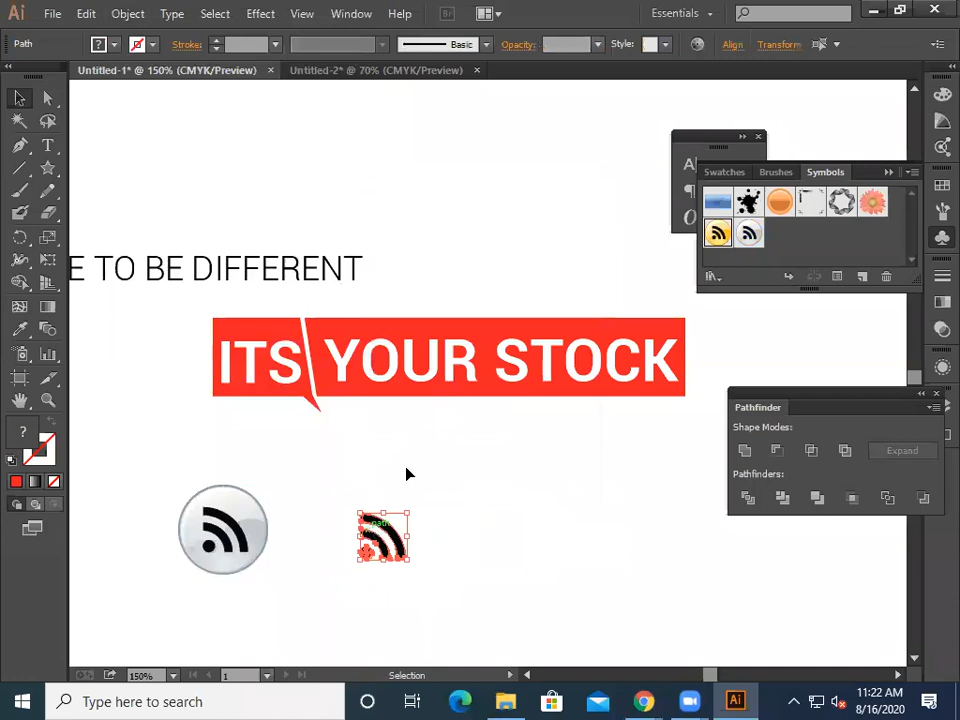 Ai File Edit Object Type Select Effect View Window Help Br Essentials
Path ? Stroke: Basic Opacity: Style: Align Transform
Untitled-1* @ 150% (CMYK/Preview) × Untitled-2* @ 70% (CMYK/Preview) ×
Swatches Brushes Symbols
E TO BE DIFFERENT
ITS YOUR STOCK
Pathfinder
Shape Modes:
Expand
Pathfinders:
?
150% 1 Selection
Type here to search
Ai
11:22 AM
8/16/2020